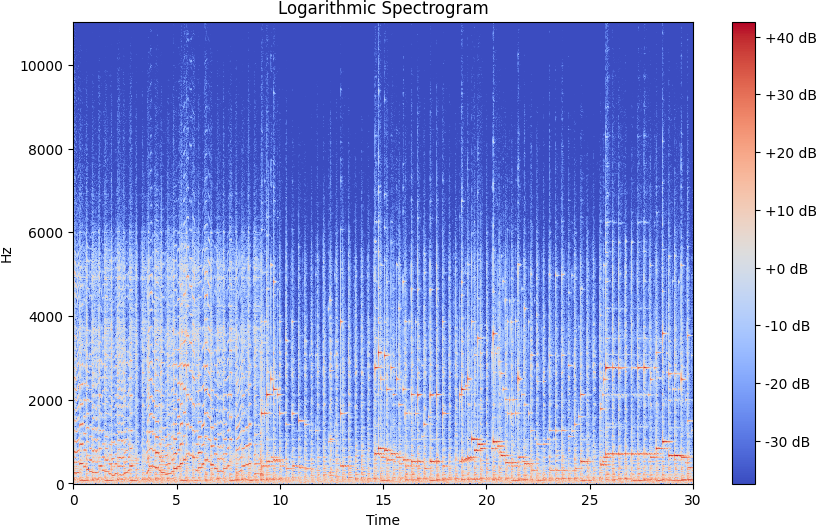 Logarithmic Spectrogram
Hz
10000
8000
6000
4000
2000
0
0 5 10 15 20 25 30
Time
+40 dB
+30 dB
+20 dB
+10 dB
+0 dB
-10 dB
-20 dB
-30 dB